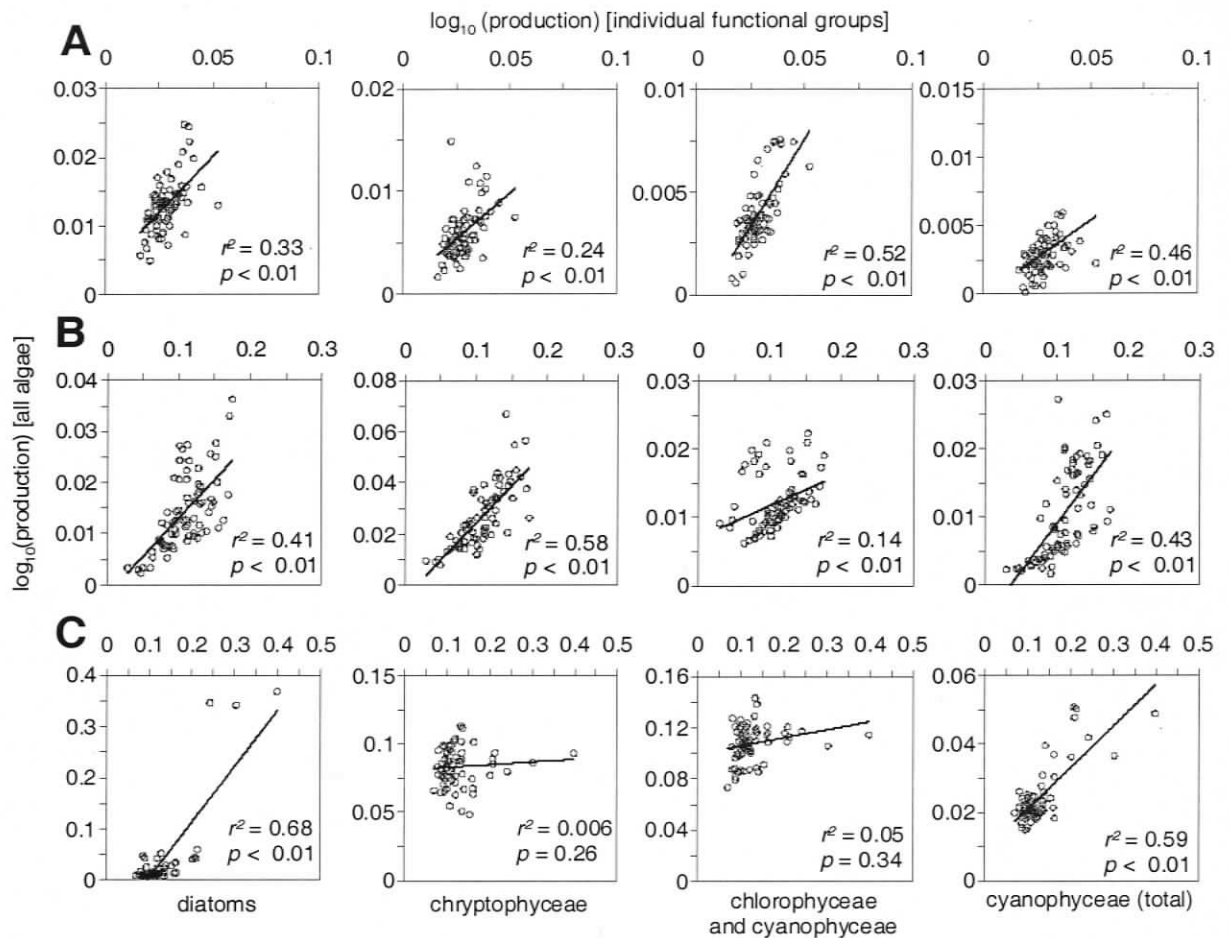 log₁₀ (production) [individual functional groups]
A
0 0.05 0.1 0 0.05 0.1 0 0.05 0.1 0 0.05 0.1
0.03 0.02 0.01 0
r² = 0.33
p < 0.01
0.02 0.01 0
r² = 0.24
p < 0.01
0.01 0.005 0
r² = 0.52
p < 0.01
0.015 0.015 0.005 0
r² = 0.46
p < 0.01
log₁₀(production) [all algae]
B
0 0.1 0.2 0.3 0 0.1 0.2 0.3 0 0.1 0.2 0.3 0 0.1 0.2 0.3
0.04 0.03 0.02 0.01 0
r² = 0.41
p < 0.01
0.08 0.06 0.04 0.02 0
r² = 0.58
p < 0.01
0.03 0.02 0.01 0
r² = 0.14
p < 0.01
0.03 0.02 0.01 0
r² = 0.43
p < 0.01
C
0 0.1 0.2 0.3 0.4 0.5 0 0.1 0.2 0.3 0.4 0.5 0 0.1 0.2 0.3 0.4 0.5 0 0.1 0.2 0.3 0.4 0.5
0.4 0.3 0.2 0.1 0
r² = 0.68
p < 0.01
0.15 0.1 0.05 0
r² = 0.006
p = 0.26
0.16 0.12 0.08 0.04 0
r² = 0.05
p = 0.34
0.06 0.04 0.02 0
r² = 0.59
p < 0.01
diatoms
chryptophyceae
chlorophyceae
and cyanophyceae
cyanophyceae (total)